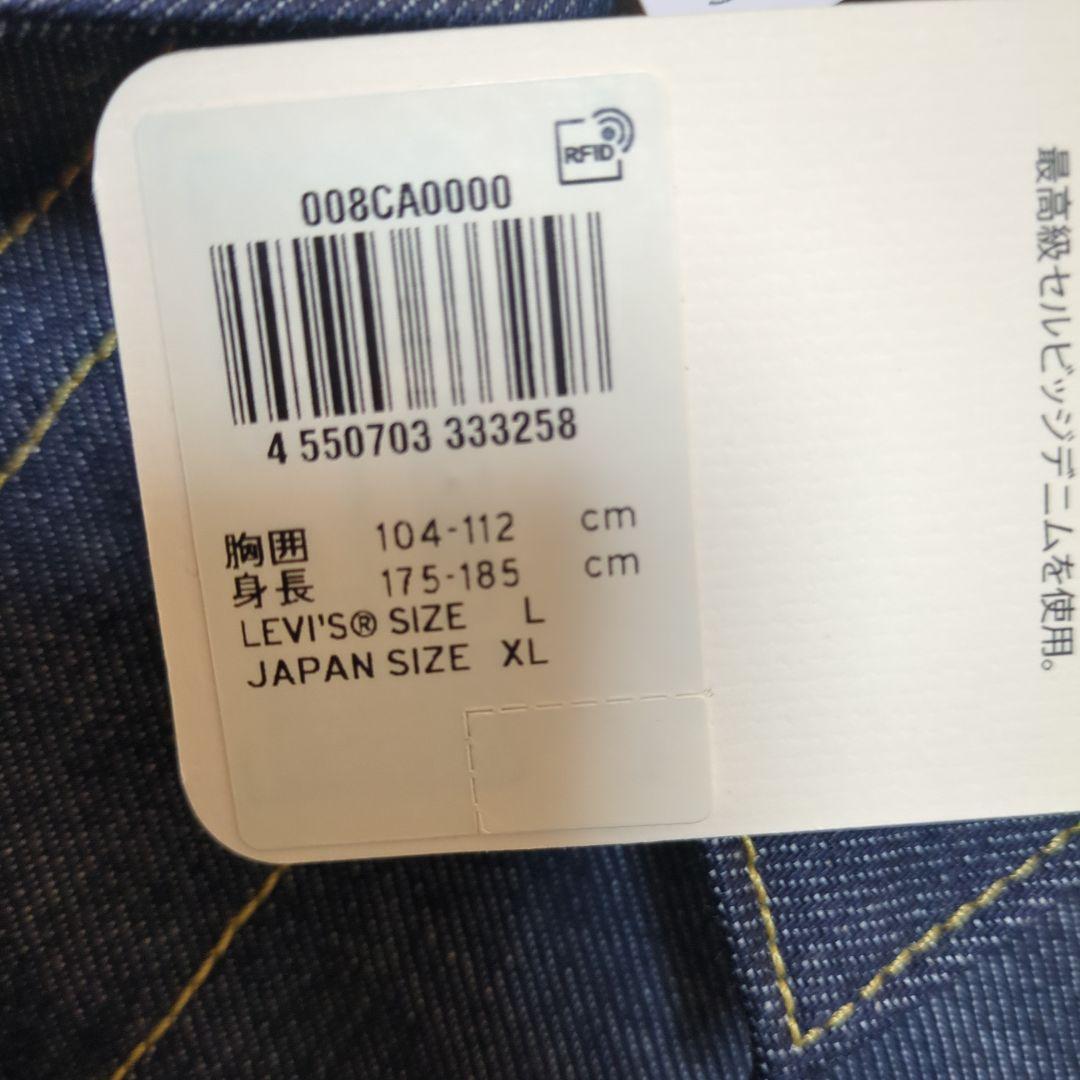 RFID
008CA0000
4 550703 333258
胸囲 104-112 cm
身長 175-185 cm
LEVI'S® SIZE L
JAPAN SIZE XL
最高級セルビッジデニムを使用。